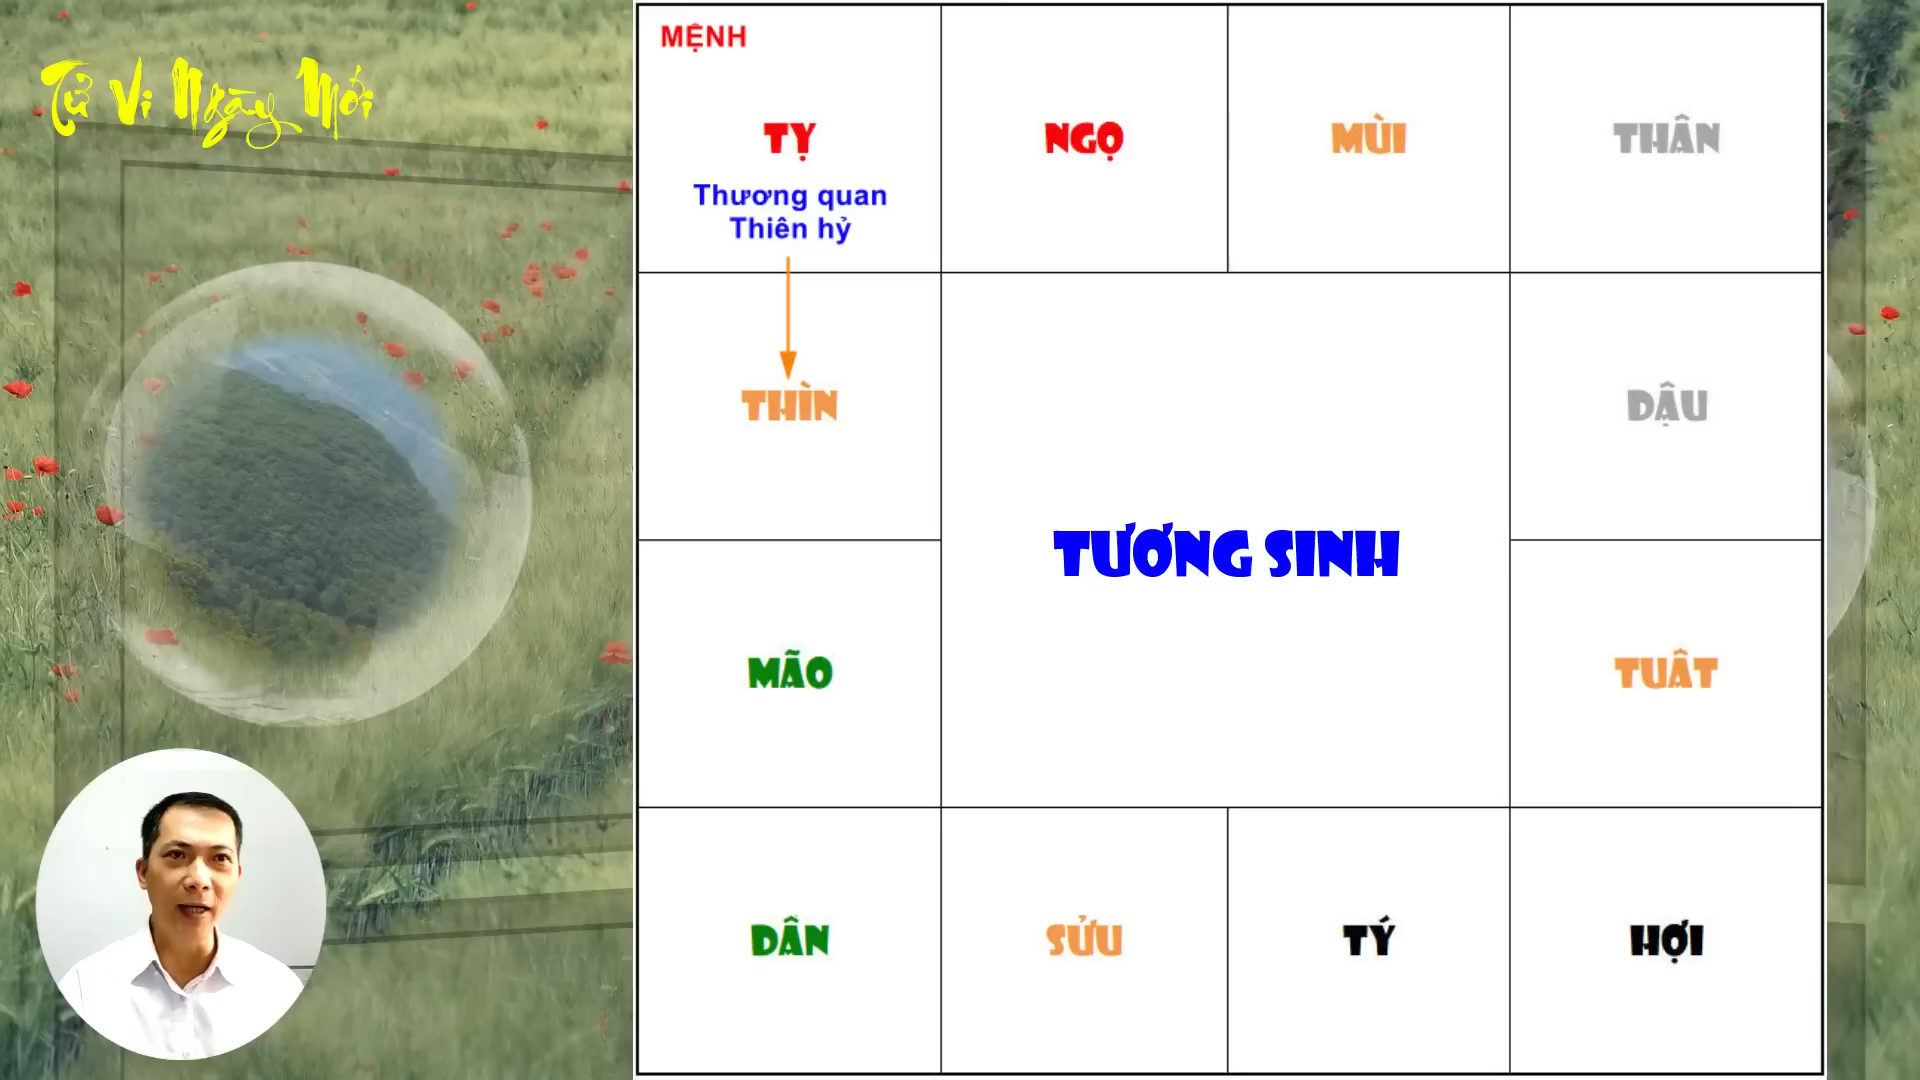 Tử Vi Ngày Mới
MỆNH
TỴ
Thương quan
Thiên hỷ
NGỌ
MÙI
THÂN
THÌN
DẬU
TƯƠNG SINH
MÃO
TUẤT
DẦN
SỬU
TÝ
HỢI